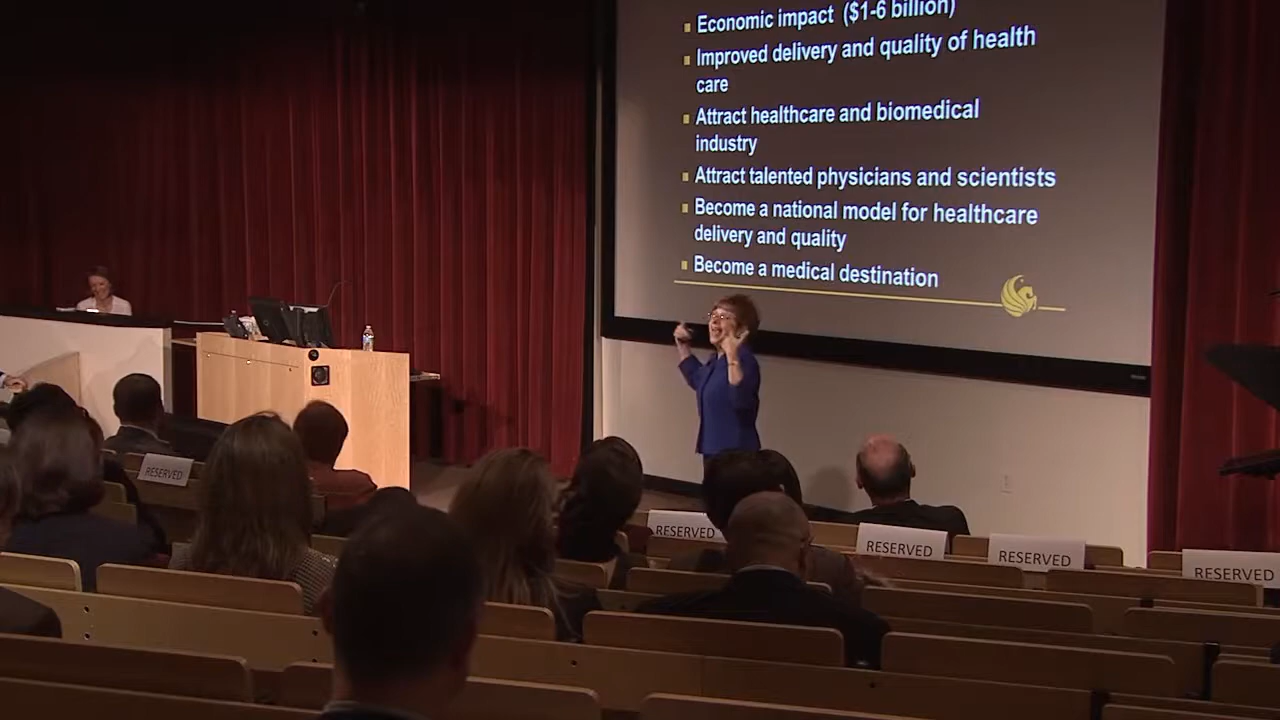 Economic impact ($1-6 billion)
Improved delivery and quality of health
care
Attract healthcare and biomedical
industry
Attract talented physicians and scientists
Become a national model for healthcare
delivery and quality
Become a medical destination
RESERVED
RESERVED
RESERVED
RESERVED
RESERVED